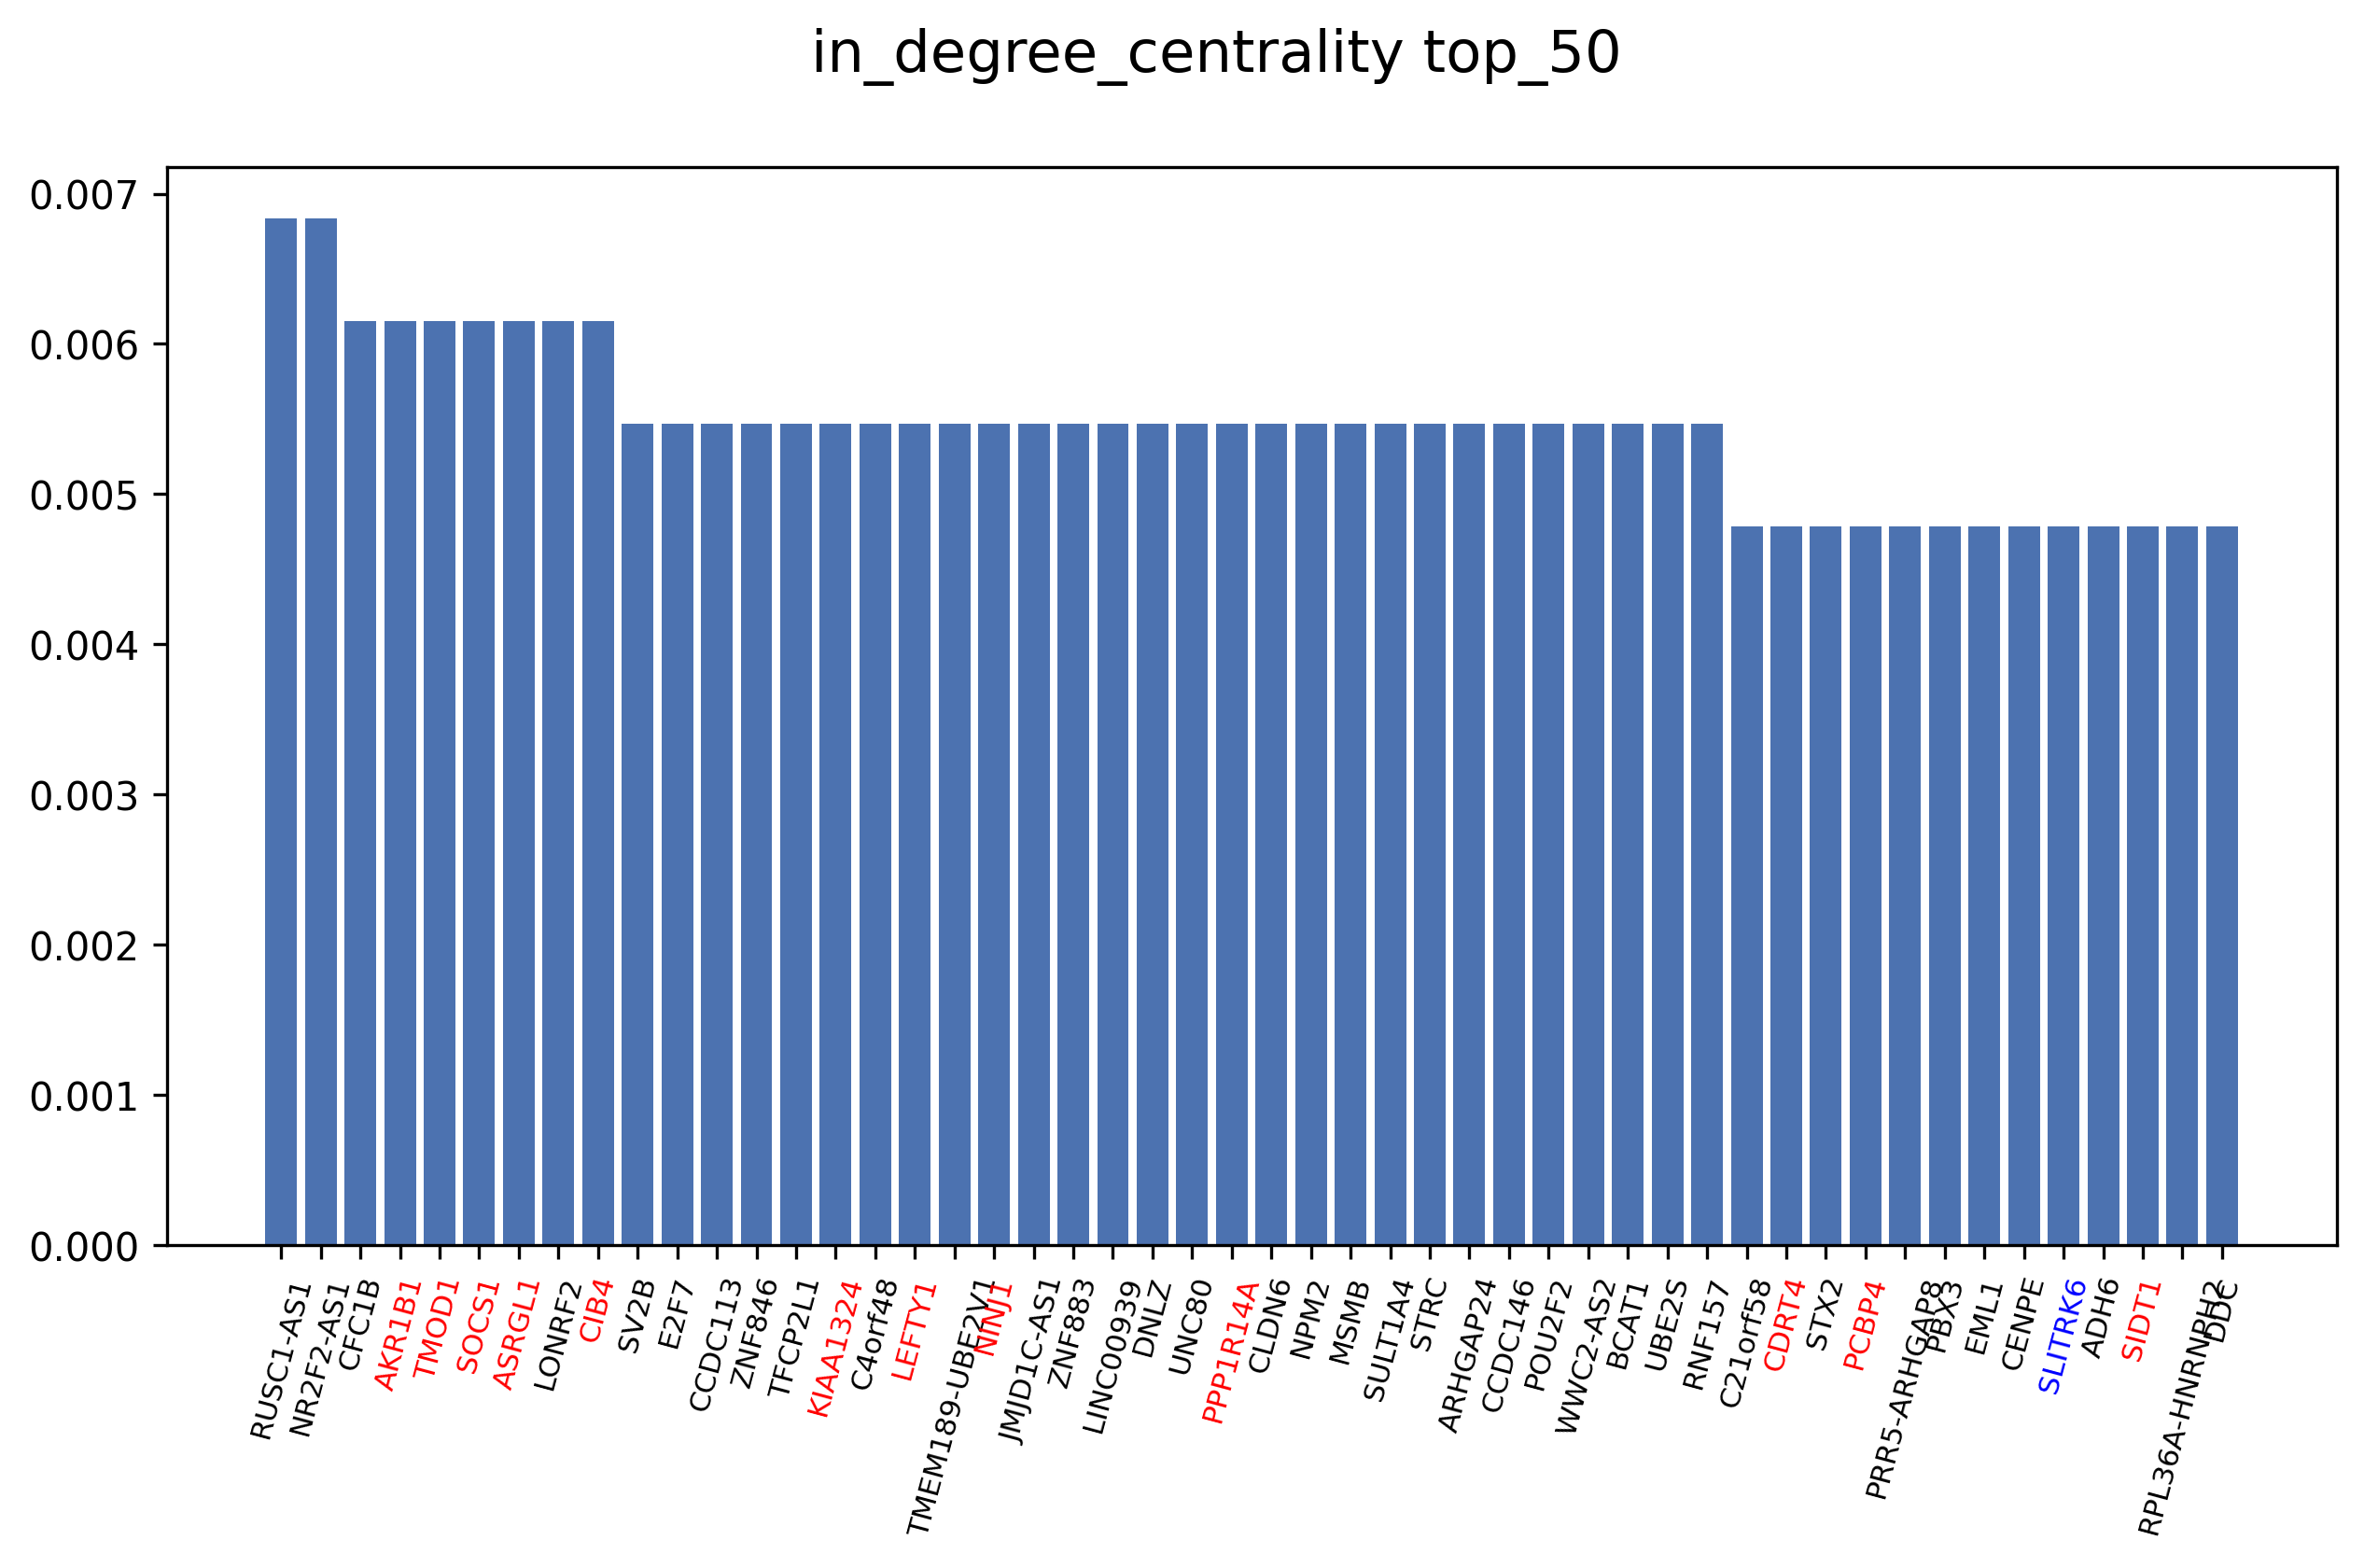 in_degree_centrality top_50
0.007
0.006
0.005
0.004
0.003
0.002
0.001
0.000
RUSC1-AS1
NR2F2-AS1
CFC1B
AKR1B1
TMOD1
SOCS1
ASRGL1
LONRF2
CIB4
SV2B
E2F7
CCDC113
ZNF846
TFCP2L1
KIAA1324
C4orf48
LEFTY1
TMEM189-UBE2V1
NINJ1
JMJD1C-AS1
ZNF883
LINC00939
DNLZ
UNC80
PPP1R14A
CLDN6
NPM2
MSMB
SULT1A4
STRC
ARHGAP24
CCDC146
POU2F2
WWC2-AS2
BCAT1
UBE2S
RNF157
C21orf58
CDRT4
STX2
PCBP4
PRR5-ARHGAP8
PBX3
EML1
CENPE
SLITRK6
ADH6
SIDT1
RPL36A-HNRNPH2
DDC